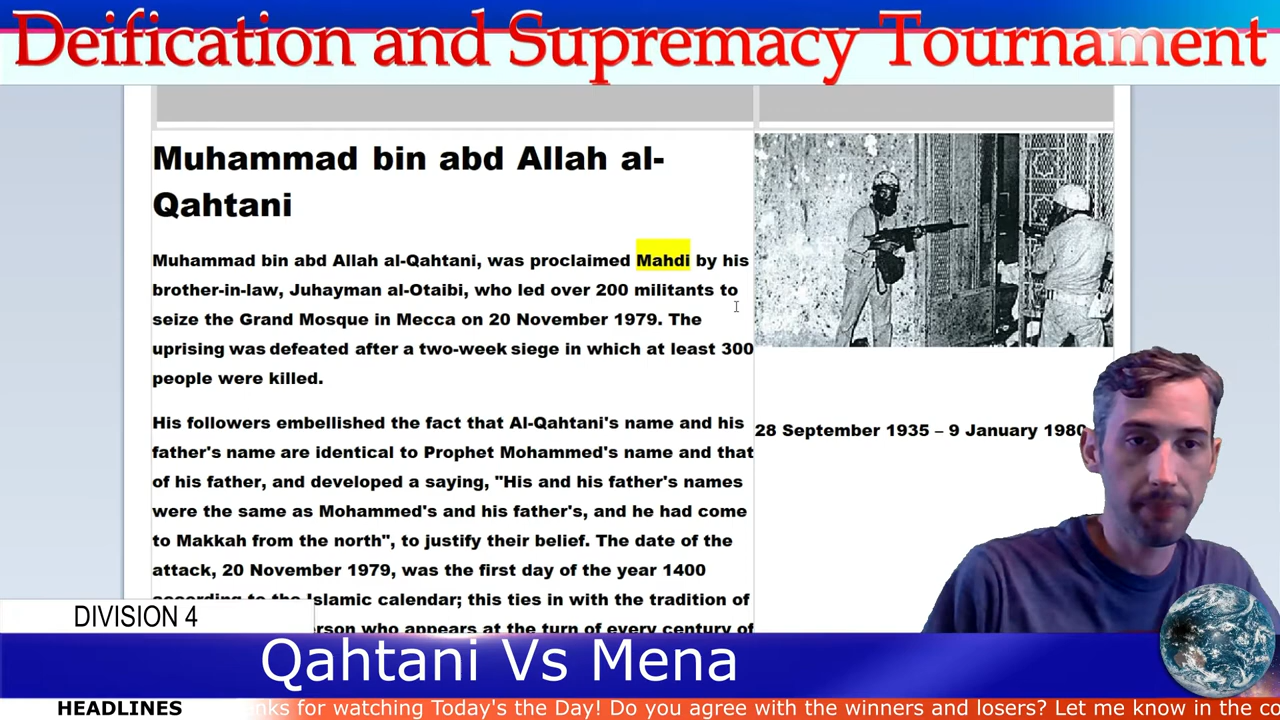 Deification and Supremacy Tournament
Muhammad bin abd Allah al-
Qahtani
Muhammad bin abd Allah al-Qahtani, was proclaimed Mahdi by his
brother-in-law, Juhayman al-Otaibi, who led over 200 militants to
seize the Grand Mosque in Mecca on 20 November 1979. The
uprising was defeated after a two-week siege in which at least 300
people were killed.
His followers embellished the fact that Al-Qahtani's name and his
father's name are identical to Prophet Mohammed's name and that
of his father, and developed a saying, "His and his father's names
were the same as Mohammed's and his father's, and he had come
to Makkah from the north", to justify their belief. The date of the
attack, 20 November 1979, was the first day of the year 1400
according to the Islamic calendar; this ties in with the tradition of
who appears at the turn of every century of
28 September 1935 – 9 January 1980
DIVISION 4
Qahtani Vs Mena
HEADLINES
for watching Today's the Day! Do you agree with the winners and losers? Let me know in the